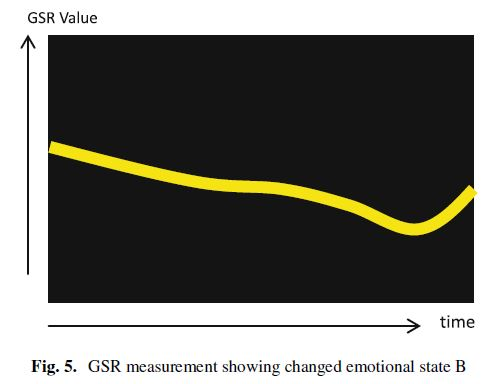 GSR Value
time
Fig. 5. GSR measurement showing changed emotional state B